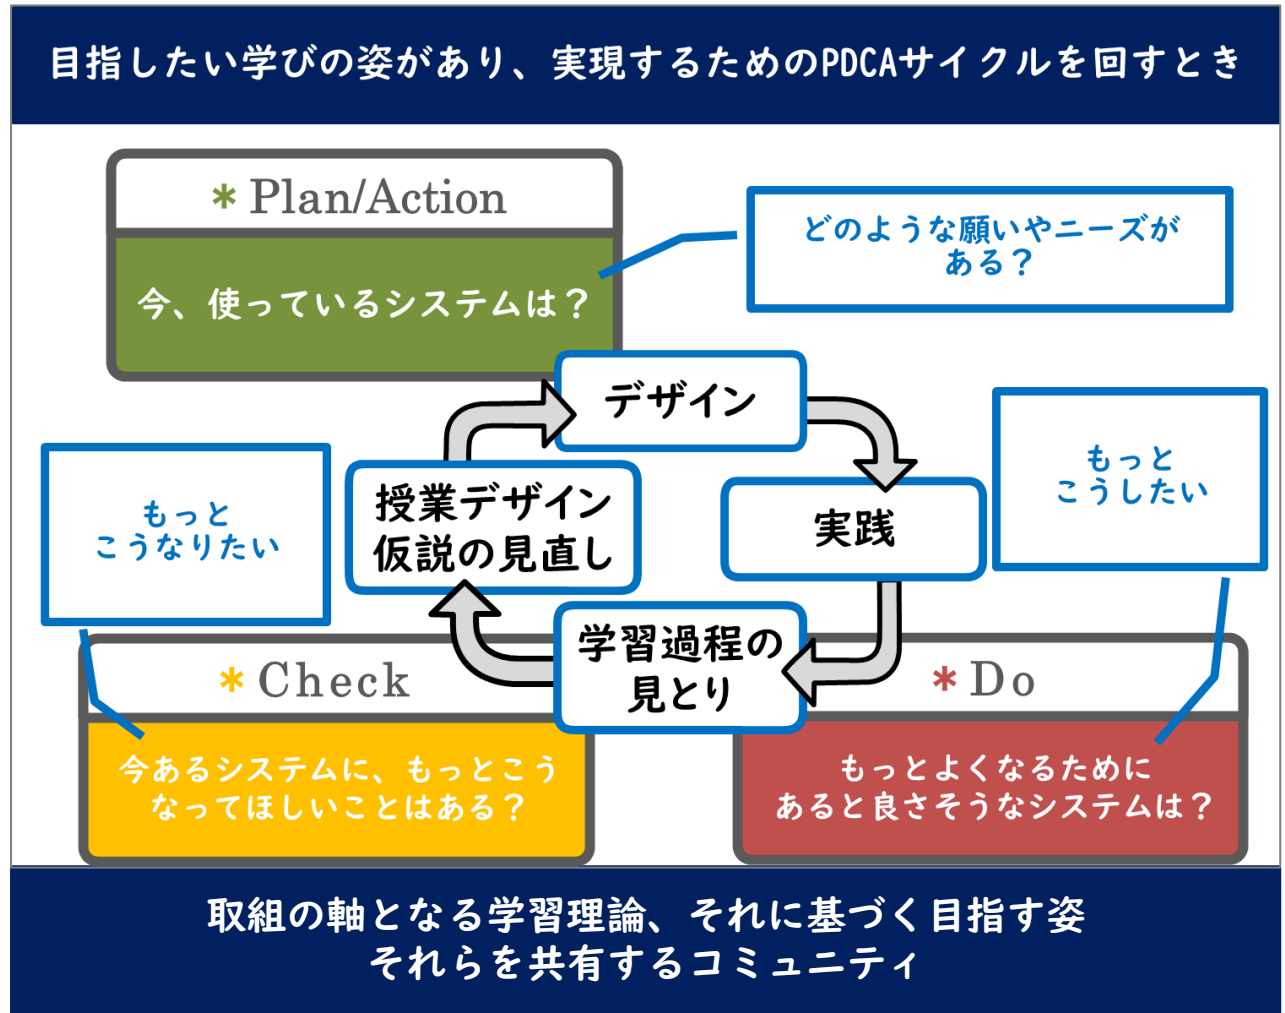 目指したい学びの姿があり、実現するためのPDCAサイクルを回すとき
* Plan/Action
今、使っているシステムは？
どのような願いやニーズが
ある？
デザイン
実践
学習過程の
見とり
授業デザイン
仮説の見直し
もっと
こうしたい
もっと
こうなりたい
* Check
今あるシステムに、もっとこう
なってほしいことはある？
* Do
もっとよくなるために
あると良さそうなシステムは？
取組の軸となる学習理論、それに基づく目指す姿
それらを共有するコミュニティ